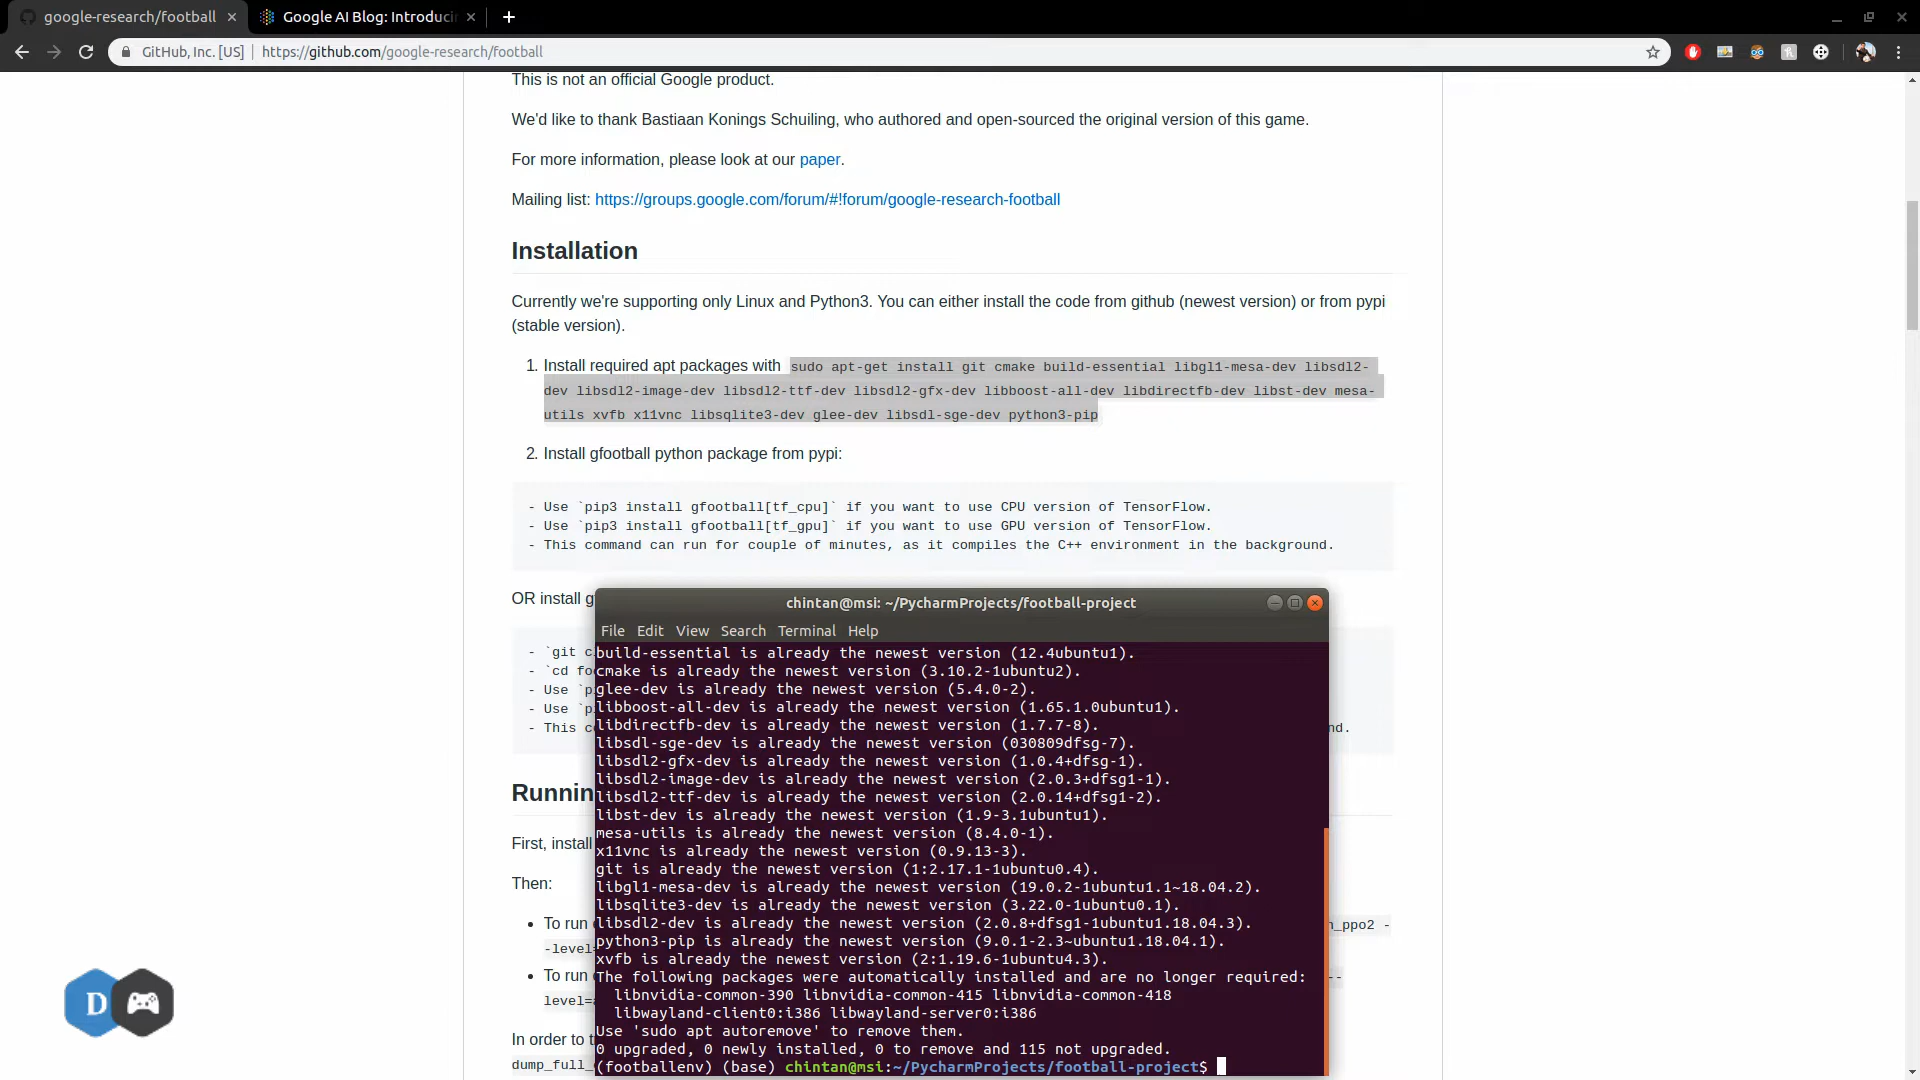 google-research/football
Google AI Blog: Introducin
GitHub, Inc. [US]
https://github.com/google-research/football
This is not an official Google product.
We'd like to thank Bastiaan Konings Schuiling, who authored and open-sourced the original version of this game.
For more information, please look at our paper.
Mailing list: https://groups.google.com/forum/#!forum/google-research-football
Installation
Currently we're supporting only Linux and Python3. You can either install the code from github (newest version) or from pypi
(stable version).
1. Install required apt packages with sudo apt-get install git cmake build-essential libgl1-mesa-dev libsdl2-
dev libsdl2-image-dev libsdl2-ttf-dev libsdl2-gfx-dev libboost-all-dev libdirectfb-dev libst-dev mesa-
utils xvfb x11vnc libsqlite3-dev glee-dev libsdl-sge-dev python3-pip
2. Install gfootball python package from pypi:
- Use `pip3 install gfootball[tf_cpu]` if you want to use CPU version of TensorFlow.
- Use `pip3 install gfootball[tf_gpu]` if you want to use GPU version of TensorFlow.
- This command can run for couple of minutes, as it compiles the C++ environment in the background.
OR install g
- `git c
- `cd fo
- Use `p
- Use `p
- This c
nd.
Runnin
First, install
Then:
To run
n_ppo2 -
-level=
To run
--
level=a
In order to t
dump_full_
chintan@msi: ~/PycharmProjects/football-project
File Edit View Search Terminal Help
build-essential is already the newest version (12.4ubuntu1).
cmake is already the newest version (3.10.2-1ubuntu2).
glee-dev is already the newest version (5.4.0-2).
libboost-all-dev is already the newest version (1.65.1.0ubuntu1).
libdirectfb-dev is already the newest version (1.7.7-8).
libsdl-sge-dev is already the newest version (030809dfsg-7).
libsdl2-gfx-dev is already the newest version (1.0.4+dfsg-1).
libsdl2-image-dev is already the newest version (2.0.3+dfsg1-1).
libsdl2-ttf-dev is already the newest version (2.0.14+dfsg1-2).
libst-dev is already the newest version (1.9-3.1ubuntu1).
mesa-utils is already the newest version (8.4.0-1).
x11vnc is already the newest version (0.9.13-3).
git is already the newest version (1:2.17.1-1ubuntu0.4).
libgl1-mesa-dev is already the newest version (19.0.2-1ubuntu1.1~18.04.2).
libsqlite3-dev is already the newest version (3.22.0-1ubuntu0.1).
libsdl2-dev is already the newest version (2.0.8+dfsg1-1ubuntu1.18.04.3).
python3-pip is already the newest version (9.0.1-2.3~ubuntu1.18.04.1).
xvfb is already the newest version (2:1.19.6-1ubuntu4.3).
The following packages were automatically installed and are no longer required:
libnvidia-common-390 libnvidia-common-415 libnvidia-common-418
libwayland-client0:i386 libwayland-server0:i386
Use 'sudo apt autoremove' to remove them.
0 upgraded, 0 newly installed, 0 to remove and 115 not upgraded.
(footballenv) (base) chintan@msi:~/PycharmProjects/football-project$
D